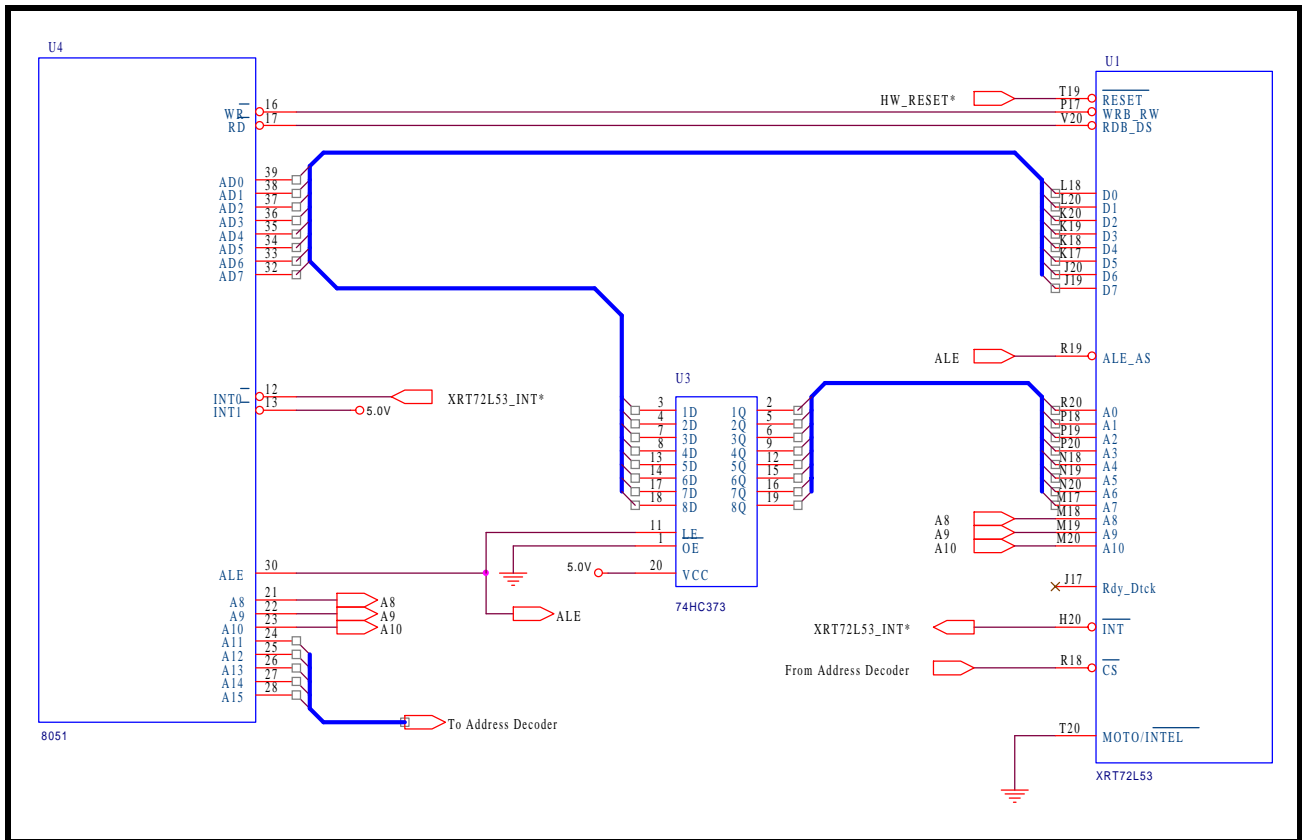 U4
WR
16
RD
17
AD0
39
AD1
38
AD2
37
AD3
36
AD4
35
AD5
34
AD6
33
AD7
32
INT0
12
XRT72L53_INT*
INT1
13
5.0V
ALE
30
A8
21
A8
A9
22
A9
A10
23
A10
A11
24
A12
25
A13
26
A14
27
A15
28
To Address Decoder
8051
ALE
U3
3
1D
1Q
2
4
2D
2Q
5
7
3D
3Q
6
8
4D
4Q
9
13
5D
5Q
12
14
6D
6Q
15
17
7D
7Q
16
18
8D
8Q
19
11
LE
1
OE
5.0V
20
VCC
74HC373
U1
HW_RESET*
T19
RESET
P17
WRB_RW
V20
RDB_DS
L18
D0
L20
D1
K20
D2
K19
D3
K18
D4
K17
D5
J20
D6
J19
D7
ALE
R19
ALE_AS
R20
A0
P18
A1
P19
A2
P20
A3
N18
A4
N19
A5
N20
A6
M17
A7
A8
M18
A8
A9
M19
A9
A10
M20
A10
J17
Rdy_Dtck
XRT72L53_INT*
H20
INT
From Address Decoder
R18
CS
T20
MOTO/INTEL
XRT72L53